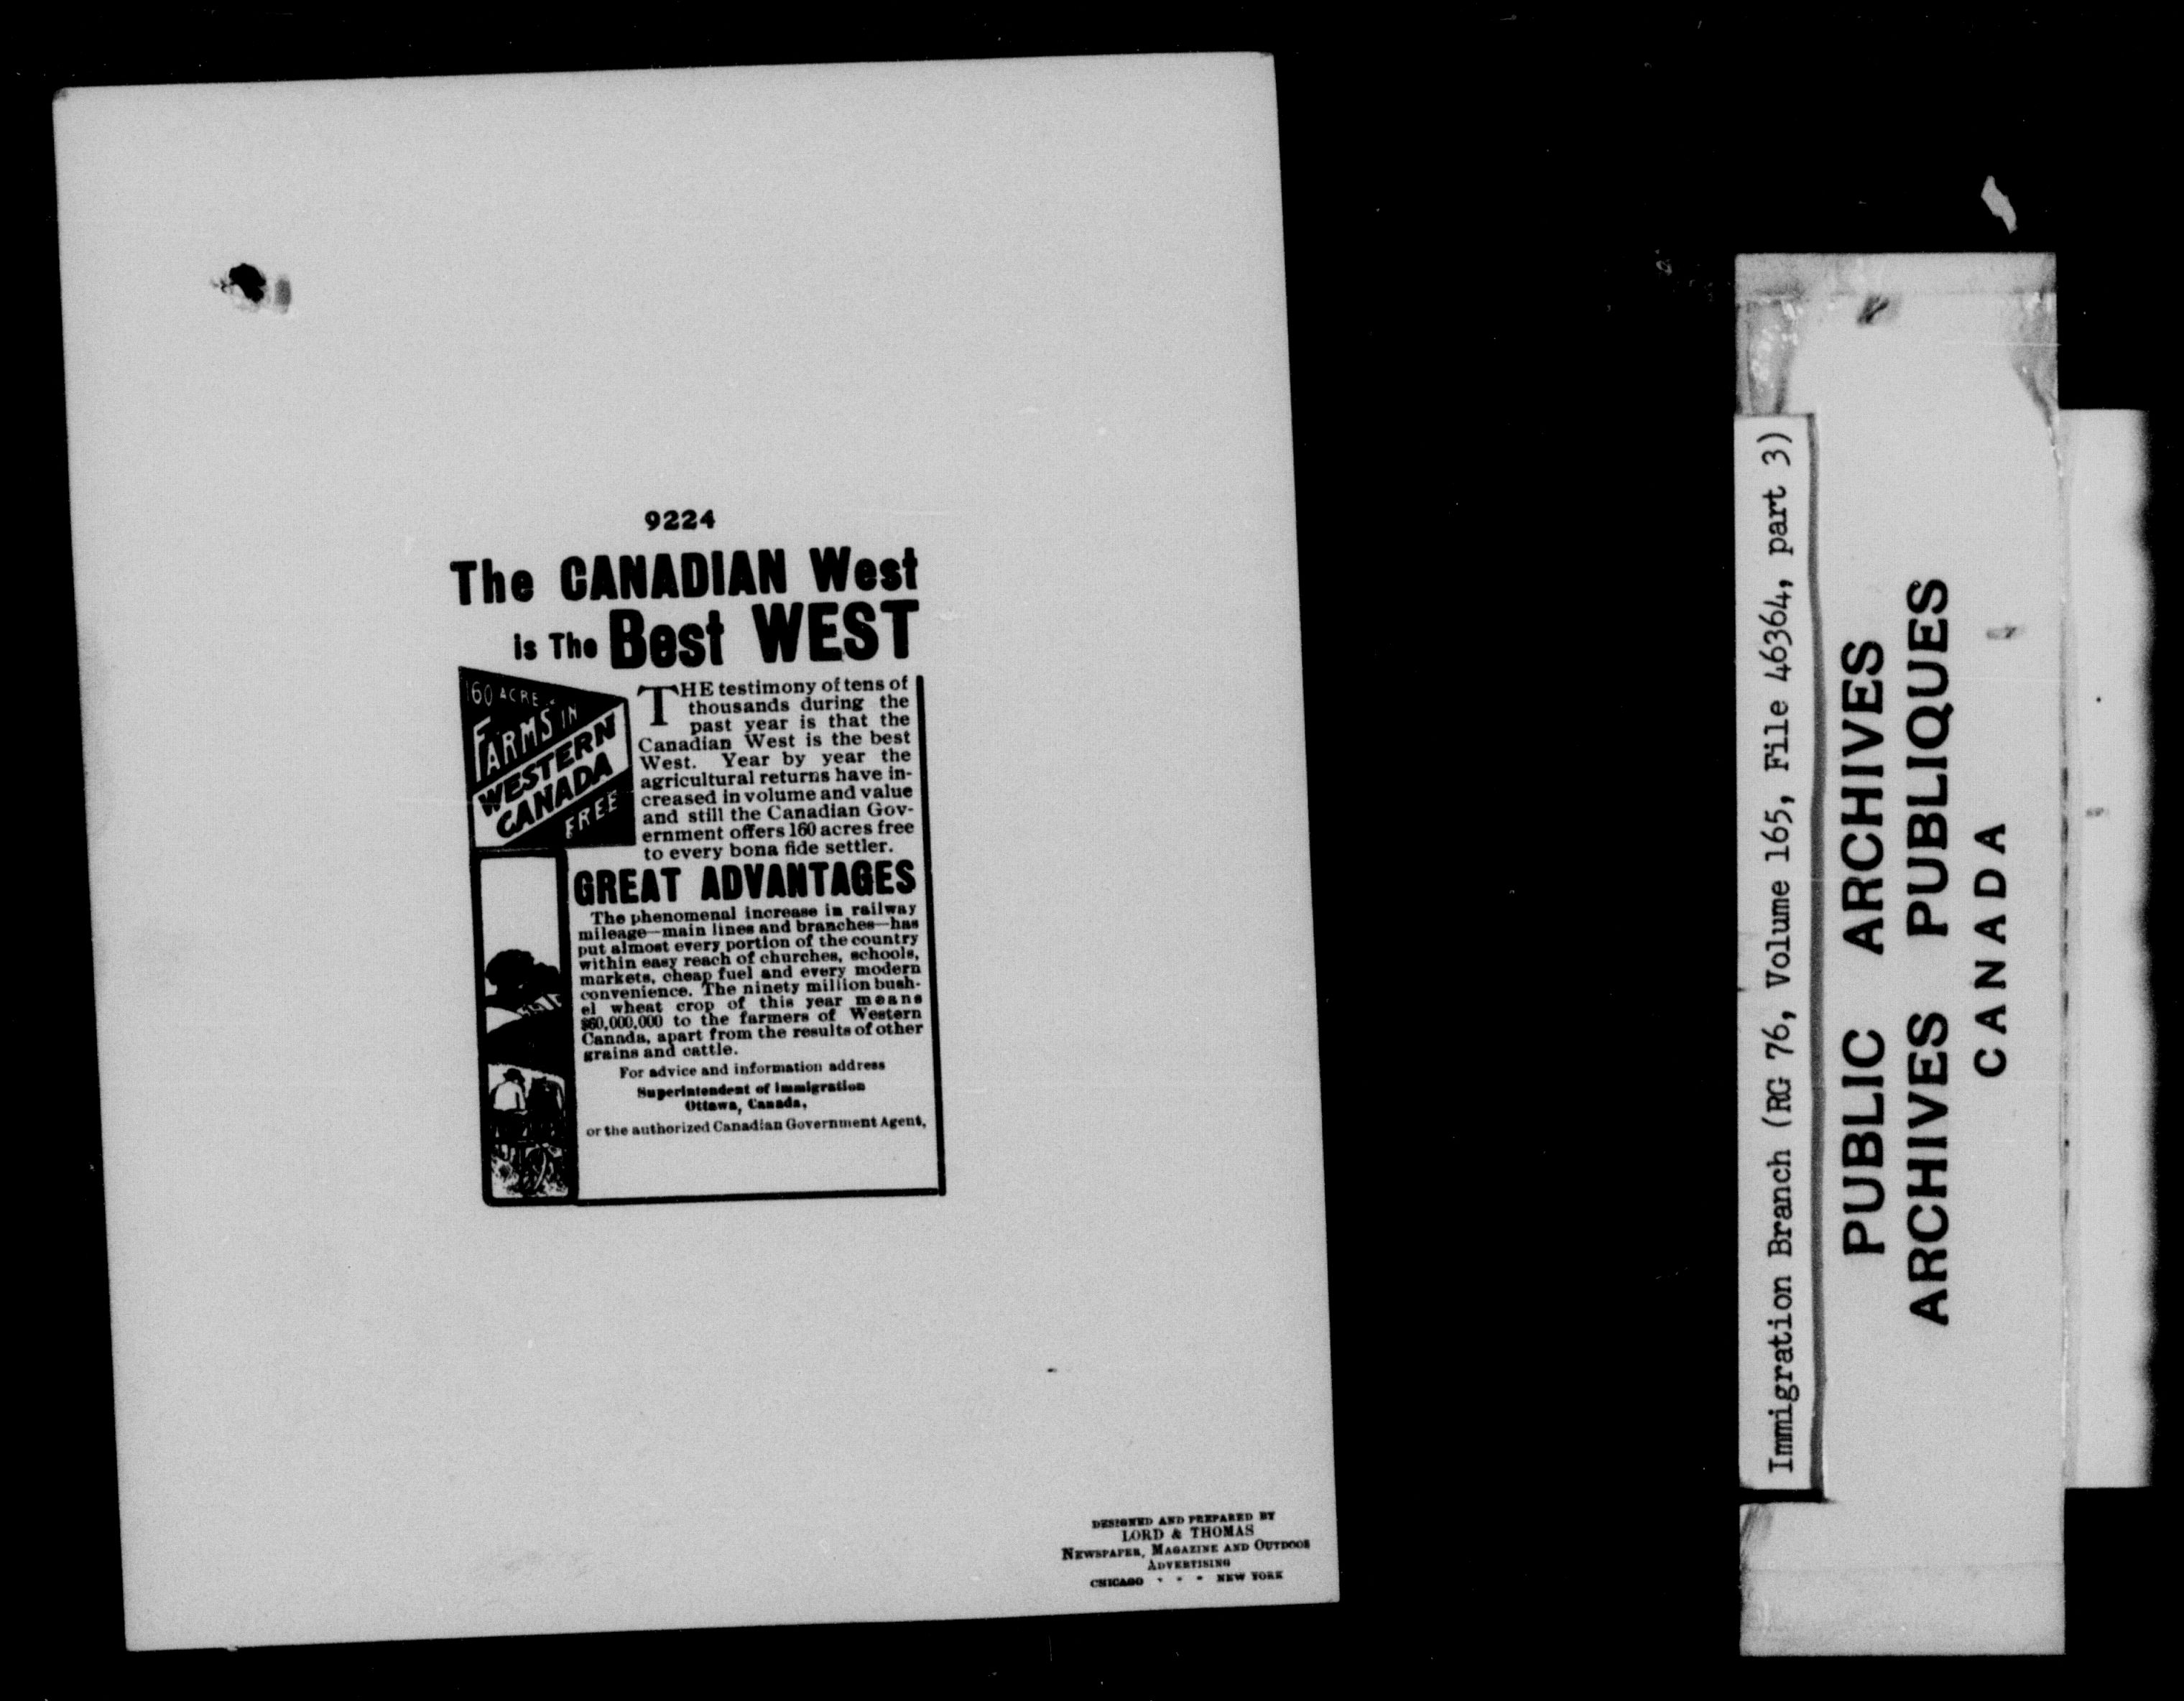 9224
The CANADIAN West
is The Best WEST
160 ACRE
FARMS IN
WESTERN
CANADA
FREE
THE testimony of tens of
thousands during the
past year is that the
Canadian West is the best
West. Year by year the
agricultural returns have in-
creased in volume and value
and still the Canadian Gov-
ernment offers 160 acres free
to every bona fide settler.
GREAT ADVANTAGES
The phenomenal increase in railway
mileage—main lines and branches—has
put almost every portion of the country
within easy reach of churches, schools,
markets, cheap fuel and every modern
convenience. The ninety million bush-
el wheat crop of this year means
$60,000,000 to the farmers of Western
Canada, apart from the results of other
grains and cattle.
For advice and information address
Superintendent of Immigration
Ottawa, Canada,
or the authorized Canadian Government Agent,
DESIGNED AND PREPARED BY
LORD & THOMAS
NEWSPAPER, MAGAZINE AND OUTDOOR
ADVERTISING
CHICAGO - - - NEW YORK
Immigration Branch (RG 76, Volume 165, File 46364, part 3)
PUBLIC ARCHIVES
ARCHIVES PUBLIQUES
CANADA